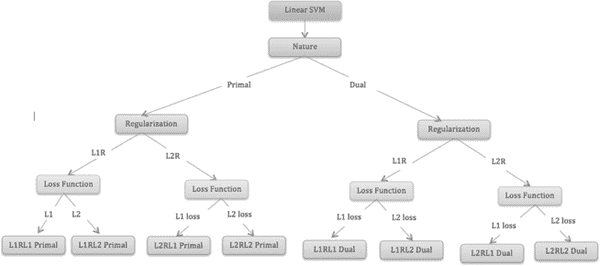 Linear SVM
Nature
Primal
Dual
Regularization
Regularization
L1R
L2R
L1R
L2R
Loss Function
Loss Function
Loss Function
Loss Function
L1
L2
L1 loss
L2 loss
L1 loss
L2 loss
L1 loss
L2 loss
L1RL1 Primal
L1RL2 Primal
L2RL1 Primal
L2RL2 Primal
L1RL1 Dual
L1RL2 Dual
L2RL1 Dual
L2RL2 Dual